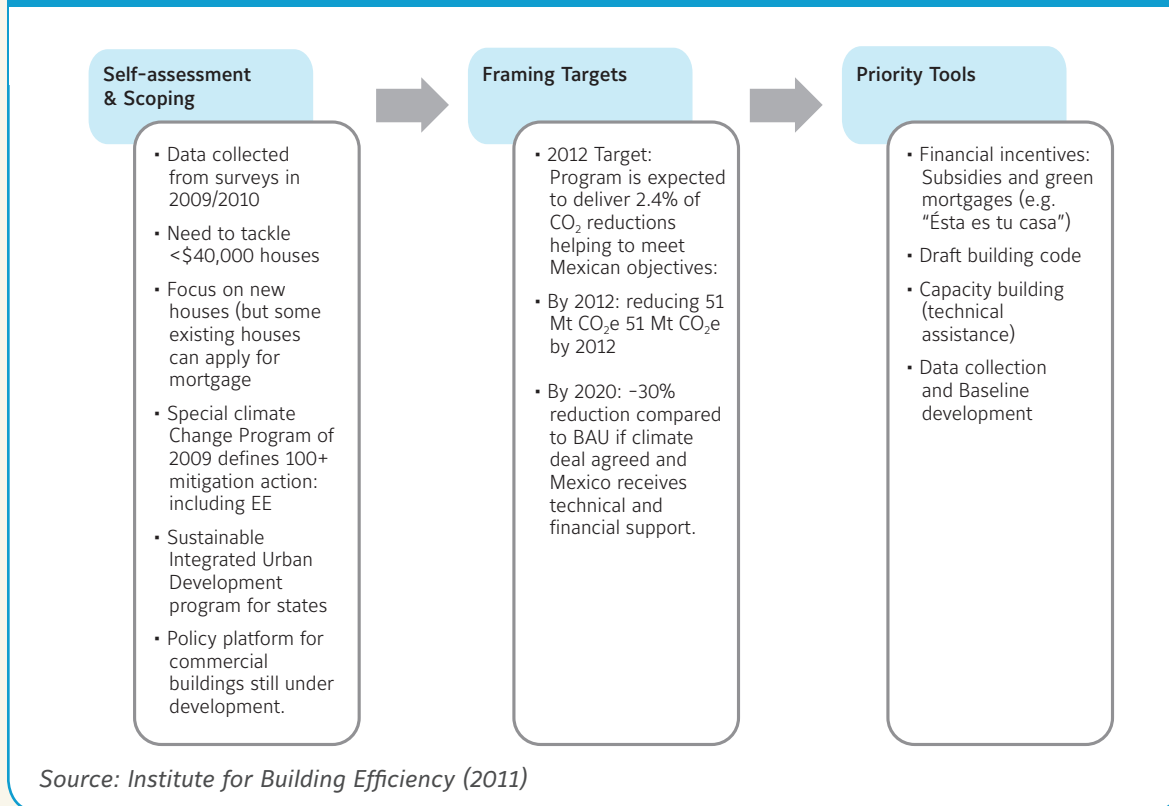 Self-assessment
& Scoping
• Data collected
from surveys in
2009/2010
• Need to tackle
<$40,000 houses
• Focus on new
houses (but some
existing houses
can apply for
mortgage
• Special climate
Change Program of
2009 defines 100+
mitigation action:
including EE
• Sustainable
Integrated Urban
Development
program for states
• Policy platform for
commercial
buildings still under
development.
Framing Targets
• 2012 Target:
Program is expected
to deliver 2.4% of
CO₂ reductions
helping to meet
Mexican objectives:
• By 2012: reducing 51
Mt CO₂e 51 Mt CO₂e
by 2012
• By 2020: −30%
reduction compared
to BAU if climate
deal agreed and
Mexico receives
technical and
financial support.
Priority Tools
• Financial incentives:
Subsidies and green
mortgages (e.g.
“Ésta es tu casa”)
• Draft building code
• Capacity building
(technical
assistance)
• Data collection
and Baseline
development
Source: Institute for Building Efficiency (2011)